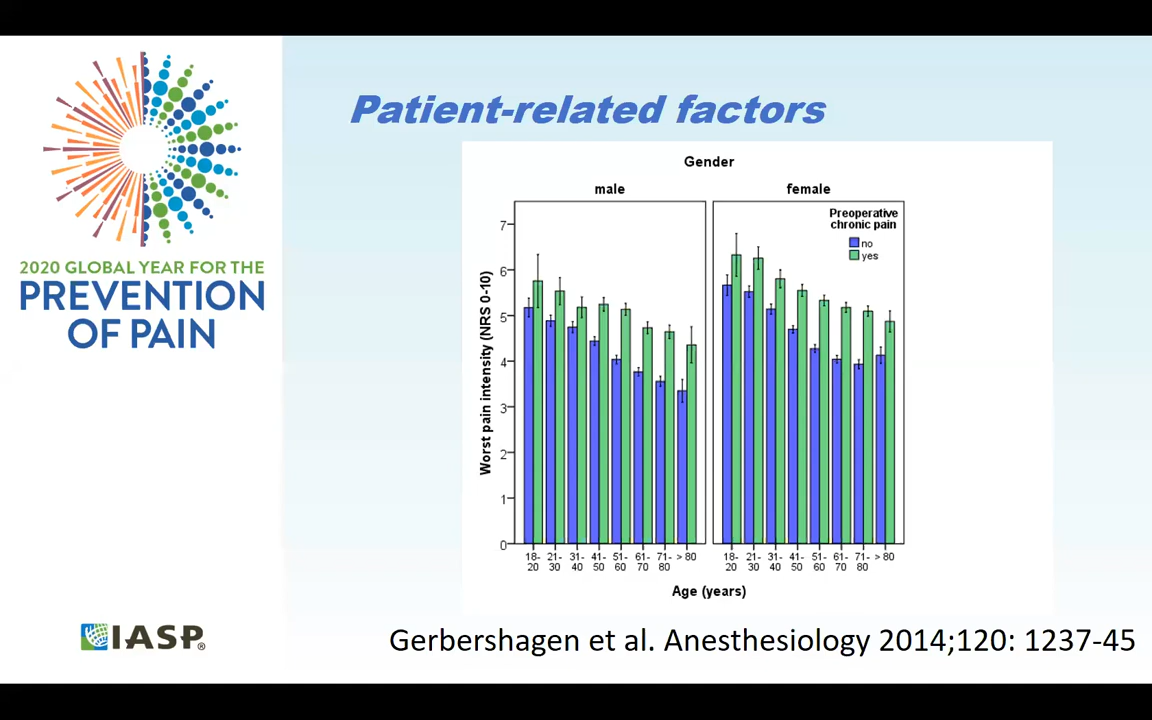 Patient-related factors
2020 GLOBAL YEAR FOR THE
PREVENTION
OF PAIN
Gender
male
female
Preoperative
chronic pain
no
yes
Worst pain intensity (NRS 0-10)
7
6
5
4
3
2
1
0
18-20 21-30 31-40 41-50 51-60 61-70 71-80 > 80
18-20 21-30 31-40 41-50 51-60 61-70 71-80 > 80
Age (years)
IASP®
Gerbershagen et al. Anesthesiology 2014;120: 1237-45